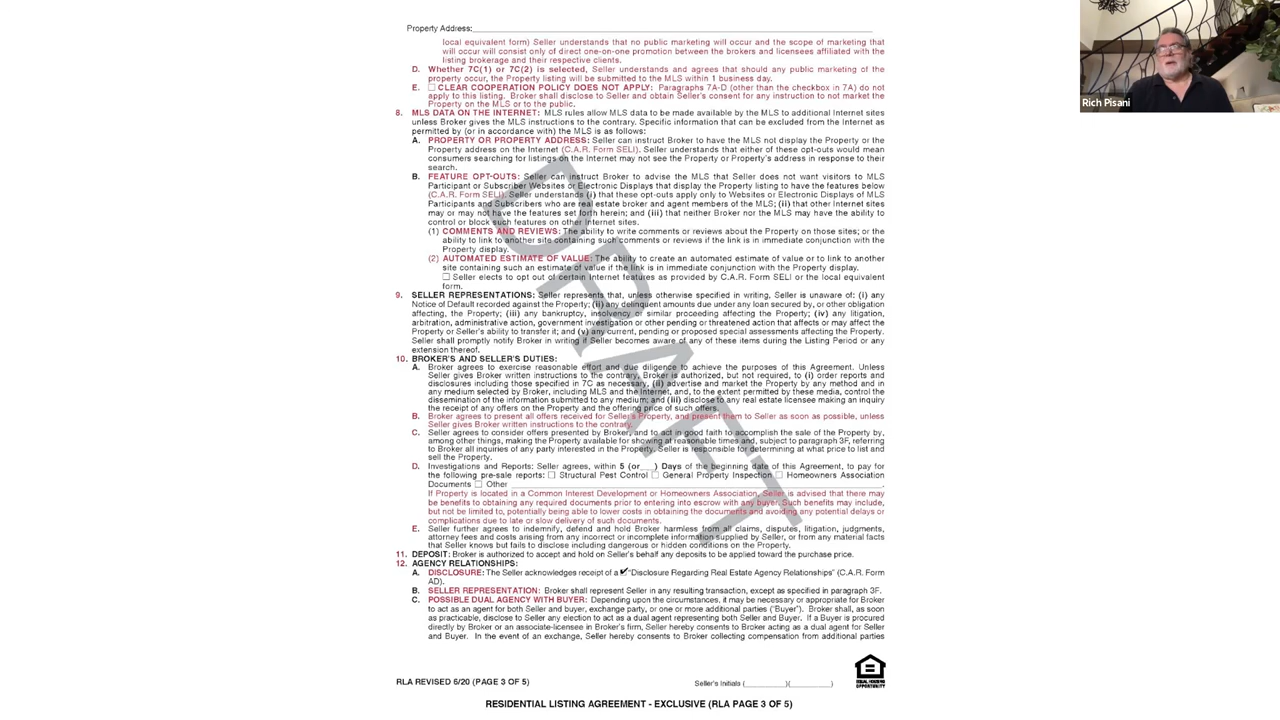 Property Address:
local equivalent form) Seller understands that no public marketing will occur and the scope of marketing that
will occur will consist only of direct one-on-one promotion between the brokers and licensees affiliated with the
listing brokerage and their respective clients.
D. Whether 7C(1) or 7C(2) is selected, Seller understands and agrees that should any public marketing of the
property occur, the Property listing will be submitted to the MLS within 1 business day.
E. ☐ CLEAR COOPERATION POLICY DOES NOT APPLY: Paragraphs 7A-D (other than the checkbox in 7A) do not
apply to this listing. Broker shall disclose to Seller and obtain Seller's consent for any instruction to not market the
Property on the MLS or to the public.
8. MLS DATA ON THE INTERNET: MLS rules allow MLS data to be made available by the MLS to additional Internet sites
unless Broker gives the MLS instructions to the contrary. Specific information that can be excluded from the Internet as
permitted by (or in accordance with) the MLS is as follows:
A. PROPERTY OR PROPERTY ADDRESS: Seller can instruct Broker to have the MLS not display the Property or the
Property address on the Internet (C.A.R. Form SELI). Seller understands that either of these opt-outs would mean
consumers searching for listings on the Internet may not see the Property or Property's address in response to their
search.
B. FEATURE OPT-OUTS: Seller can instruct Broker to advise the MLS that Seller does not want visitors to MLS
Participant or Subscriber Websites or Electronic Displays that display the Property listing to have the features below
(C.A.R. Form SELI). Seller understands (i) that these opt-outs apply only to Websites or Electronic Displays of MLS
Participants and Subscribers who are real estate broker and agent members of the MLS; (ii) that other Internet sites
may or may not have the features set forth herein; and (iii) that neither Broker nor the MLS may have the ability to
control or block such features on other Internet sites.
(1) COMMENTS AND REVIEWS: The ability to write comments or reviews about the Property on those sites; or the
ability to link to another site containing such comments or reviews if the link is in immediate conjunction with the
Property display.
(2) AUTOMATED ESTIMATE OF VALUE: The ability to create an automated estimate of value or to link to another
site containing such an estimate of value if the link is in immediate conjunction with the Property display.
☐ Seller elects to opt out of certain Internet features as provided by C.A.R. Form SELI or the local equivalent
form.
9. SELLER REPRESENTATIONS: Seller represents that, unless otherwise specified in writing, Seller is unaware of: (i) any
Notice of Default recorded against the Property; (ii) any delinquent amounts due under any loan secured by, or other obligation
affecting, the Property; (iii) any bankruptcy, insolvency or similar proceeding affecting the Property; (iv) any litigation,
arbitration, administrative action, government investigation or other pending or threatened action that affects or may affect the
Property or Seller's ability to transfer it; and (v) any current, pending or proposed special assessments affecting the Property.
Seller shall promptly notify Broker in writing if Seller becomes aware of any of these items during the Listing Period or any
extension thereof.
10. BROKER'S AND SELLER'S DUTIES:
A. Broker agrees to exercise reasonable effort and due diligence to achieve the purposes of this Agreement. Unless
Seller gives Broker written instructions to the contrary, Broker is authorized, but not required, to (i) order reports and
disclosures including those specified in 7C as necessary, (ii) advertise and market the Property by any method and in
any medium selected by Broker, including MLS and the Internet, and, to the extent permitted by these media, control the
dissemination of the information submitted to any medium; and (iii) disclose to any real estate licensee making an inquiry
the receipt of any offers on the Property and the offering price of such offers.
B. Broker agrees to present all offers received for Seller's Property, and present them to Seller as soon as possible, unless
Seller gives Broker written instructions to the contrary.
C. Seller agrees to consider offers presented by Broker, and to act in good faith to accomplish the sale of the Property by,
among other things, making the Property available for showing at reasonable times and, subject to paragraph 3F, referring
to Broker all inquiries of any party interested in the Property. Seller is responsible for determining at what price to list and
sell the Property.
D. Investigations and Reports: Seller agrees, within 5 (or___) Days of the beginning date of this Agreement, to pay for
the following pre-sale reports: ☐ Structural Pest Control ☐ General Property Inspection ☐ Homeowners Association
Documents ☐ Other
If Property is located in a Common Interest Development or Homeowners Association, Seller is advised that there may
be benefits to obtaining any required documents prior to entering into escrow with any buyer. Such benefits may include,
but not be limited to, potentially being able to lower costs in obtaining the documents and avoiding any potential delays or
complications due to late or slow delivery of such documents.
E. Seller further agrees to indemnify, defend and hold Broker harmless from all claims, disputes, litigation, judgments,
attorney fees and costs arising from any incorrect or incomplete information supplied by Seller, or from any material facts
that Seller knows but fails to disclose including dangerous or hidden conditions on the Property.
11. DEPOSIT: Broker is authorized to accept and hold on Seller's behalf any deposits to be applied toward the purchase price.
12. AGENCY RELATIONSHIPS:
A. DISCLOSURE: The Seller acknowledges receipt of a ✔ "Disclosure Regarding Real Estate Agency Relationships" (C.A.R. Form
AD).
B. SELLER REPRESENTATION: Broker shall represent Seller in any resulting transaction, except as specified in paragraph 3F.
C. POSSIBLE DUAL AGENCY WITH BUYER: Depending upon the circumstances, it may be necessary or appropriate for Broker
to act as an agent for both Seller and buyer, exchange party, or one or more additional parties ("Buyer"). Broker shall, as soon
as practicable, disclose to Seller any election to act as a dual agent representing both Seller and Buyer. If a Buyer is procured
directly by Broker or an associate-licensee in Broker's firm, Seller hereby consents to Broker acting as a dual agent for Seller
and Buyer. In the event of an exchange, Seller hereby consents to Broker collecting compensation from additional parties
DRAFT
RLA REVISED 6/20 (PAGE 3 OF 5)
Seller's Initials (________)(________)
EQUAL HOUSING
OPPORTUNITY
RESIDENTIAL LISTING AGREEMENT - EXCLUSIVE (RLA PAGE 3 OF 5)
Rich Pisani